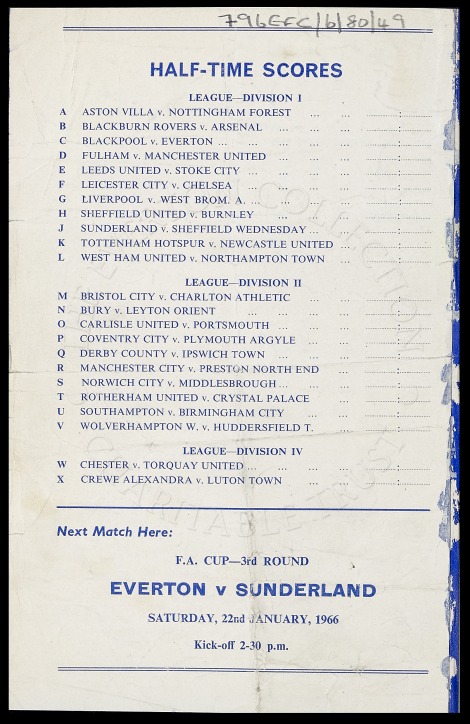 796EFC/6/80/49
HALF-TIME SCORES
LEAGUE—DIVISION I
A ASTON VILLA v. NOTTINGHAM FOREST ... ... ......:......
B BLACKBURN ROVERS v. ARSENAL ... ... ... ......:......
C BLACKPOOL v. EVERTON ... ... ... ... ......:......
D FULHAM v. MANCHESTER UNITED ... ... ... ......:......
E LEEDS UNITED v. STOKE CITY ... ... ... ... ......:......
F LEICESTER CITY v. CHELSEA ... ... ... ......:......
G LIVERPOOL v. WEST BROM. A. ... ... ... ......:......
H SHEFFIELD UNITED v. BURNLEY ... ... ... ......:......
J SUNDERLAND v. SHEFFIELD WEDNESDAY ... ... ......:......
K TOTTENHAM HOTSPUR v. NEWCASTLE UNITED ... ......:......
L WEST HAM UNITED v. NORTHAMPTON TOWN ... ......:......
LEAGUE—DIVISION II
M BRISTOL CITY v. CHARLTON ATHLETIC ... ... ......:......
N BURY v. LEYTON ORIENT ... ... ... ... ......:......
O CARLISLE UNITED v. PORTSMOUTH ... ... ... ......:......
P COVENTRY CITY v. PLYMOUTH ARGYLE ... ... ......:......
Q DERBY COUNTY v. IPSWICH TOWN ... ... ... ......:......
R MANCHESTER CITY v. PRESTON NORTH END ... ......:......
S NORWICH CITY v. MIDDLESBROUGH ... ... ... ......:......
T ROTHERHAM UNITED v. CRYSTAL PALACE ... ......:......
U SOUTHAMPTON v. BIRMINGHAM CITY ... ... ......:......
V WOLVERHAMPTON W. v. HUDDERSFIELD T. ... ......:......
LEAGUE—DIVISION IV
W CHESTER v. TORQUAY UNITED ... ... ... ... ......:......
X CREWE ALEXANDRA v. LUTON TOWN ... ... ......:......
Next Match Here:
F.A. CUP—3rd ROUND
EVERTON v SUNDERLAND
SATURDAY, 22nd JANUARY, 1966
Kick-off 2-30 p.m.